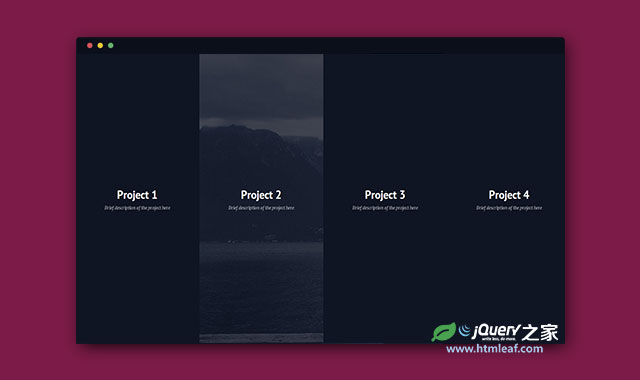 Project 1
Brief description of the project here
Project 2
Brief description of the project here
Project 3
Brief description of the project here
Project 4
Brief description of the project here
jQuery之家
write less, do more.
www.htmleaf.com